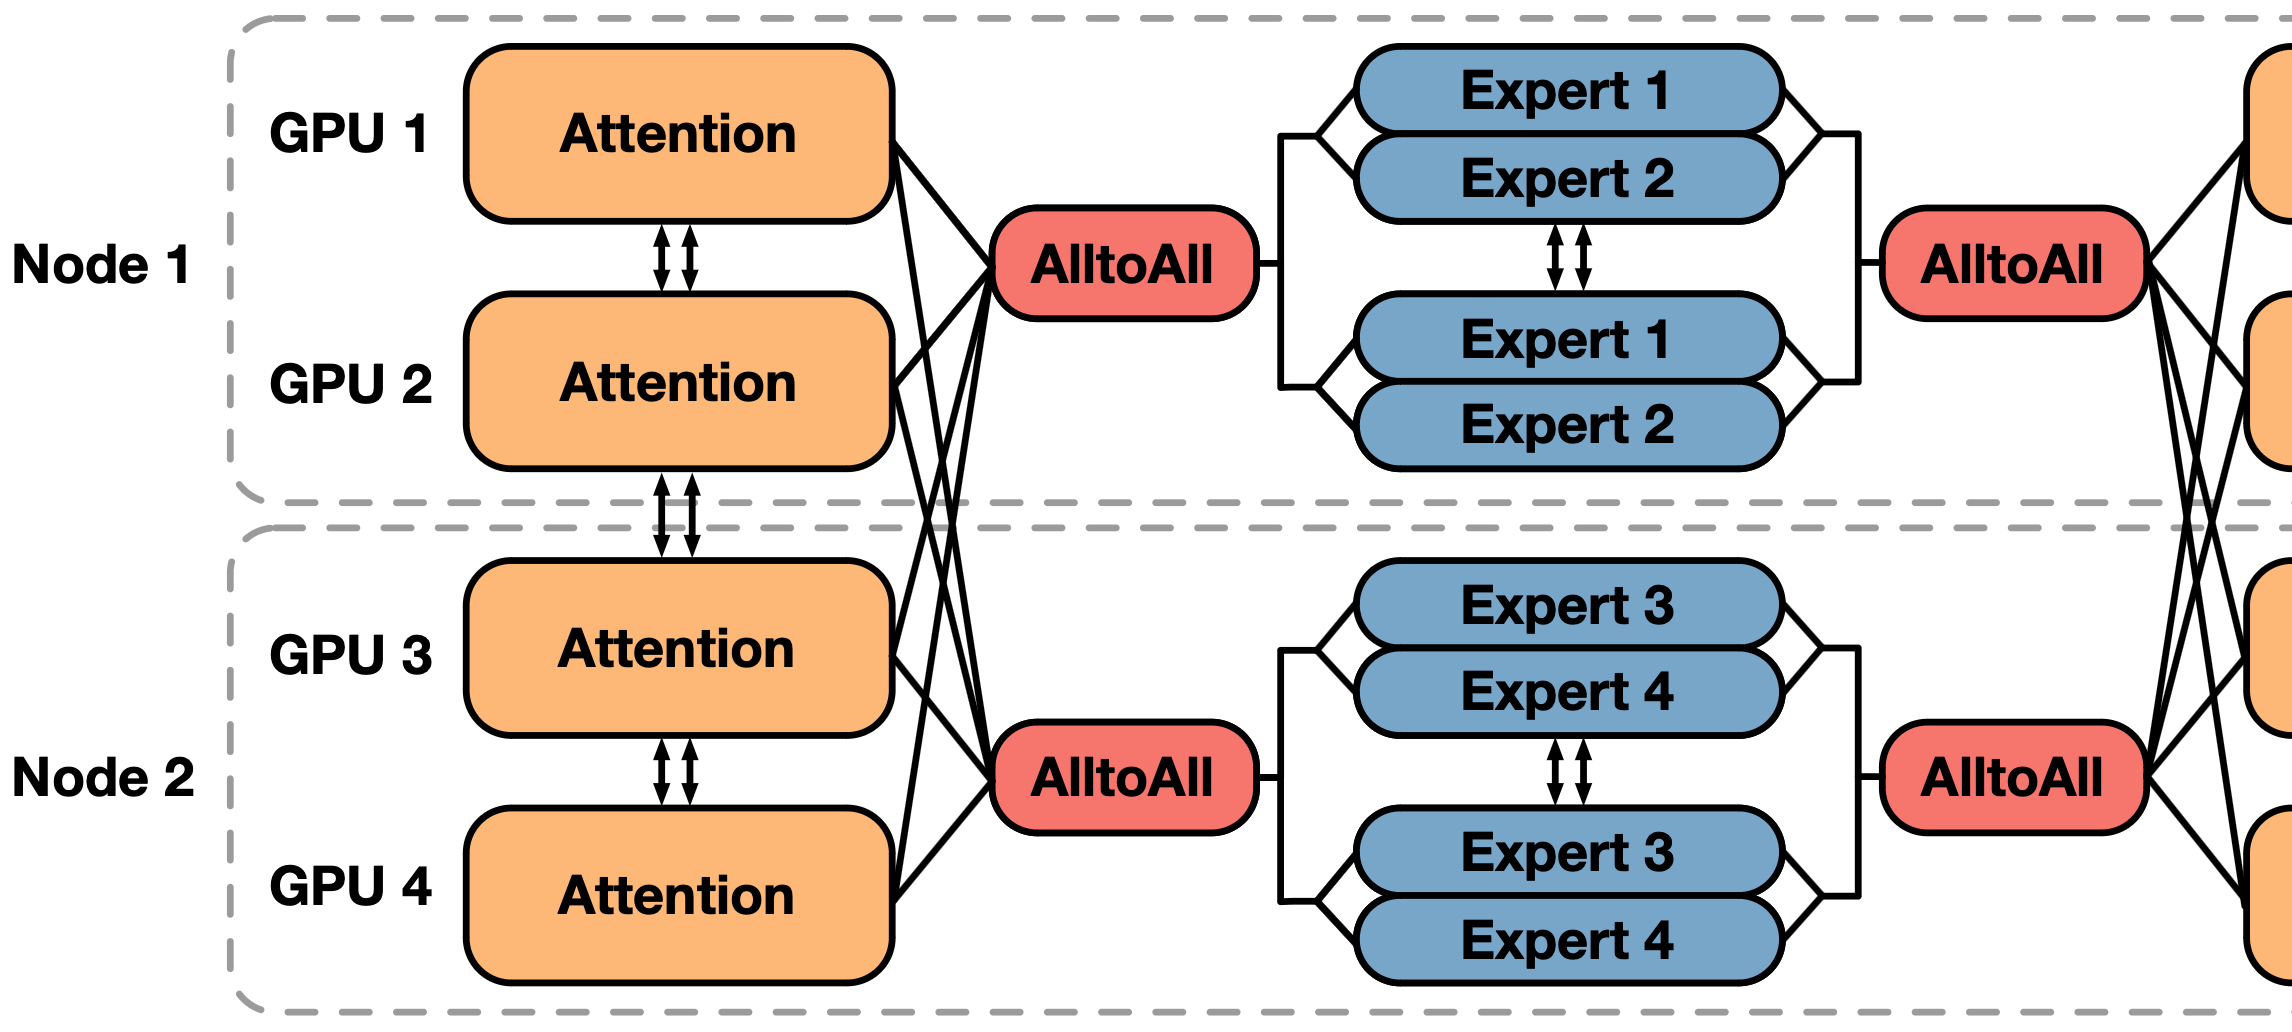 Node 1
GPU 1
Attention
GPU 2
Attention
AlltoAll
Expert 1
Expert 2
Expert 1
Expert 2
AlltoAll
Node 2
GPU 3
Attention
GPU 4
Attention
AlltoAll
Expert 3
Expert 4
Expert 3
Expert 4
AlltoAll